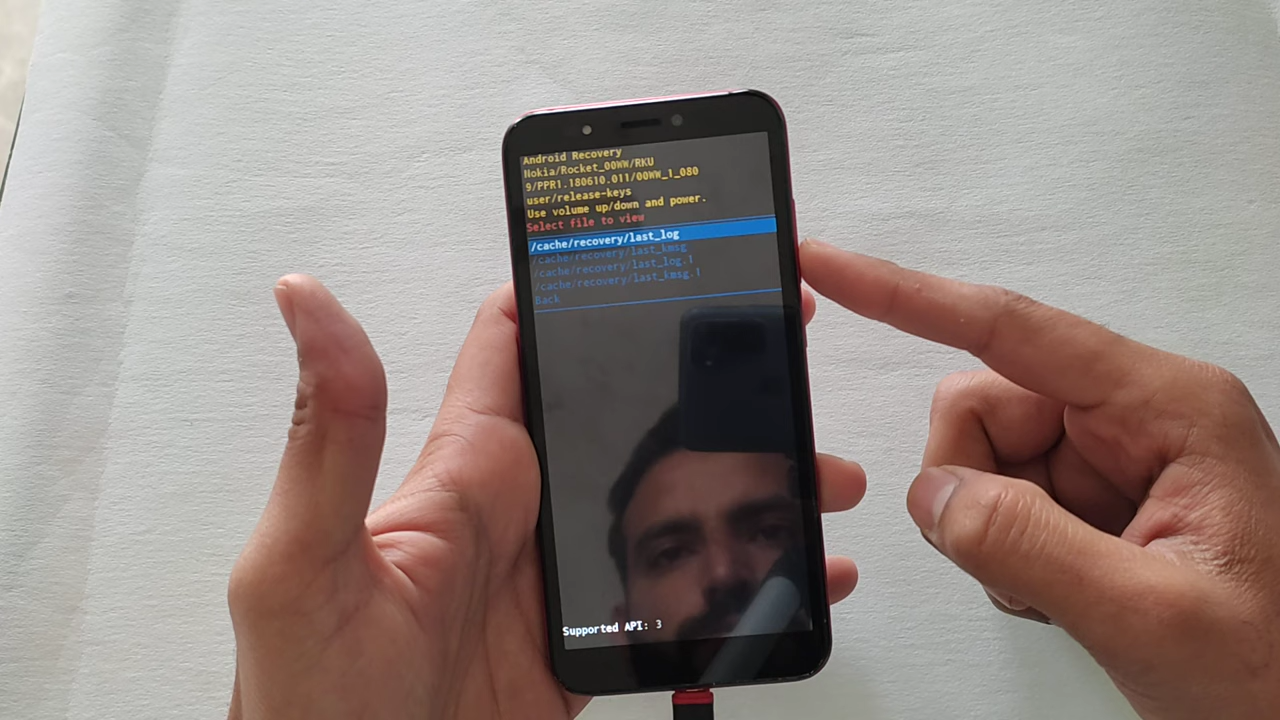 Android Recovery
Nokia/Rocket_00WW/RKU
9/PPR1.180610.011/00WW_1_080
user/release-keys
Use volume up/down and power.
Select file to view
/cache/recovery/last_log
/cache/recovery/last_kmsg
/cache/recovery/last_log.1
/cache/recovery/last_kmsg.1
Back
Supported API: 3